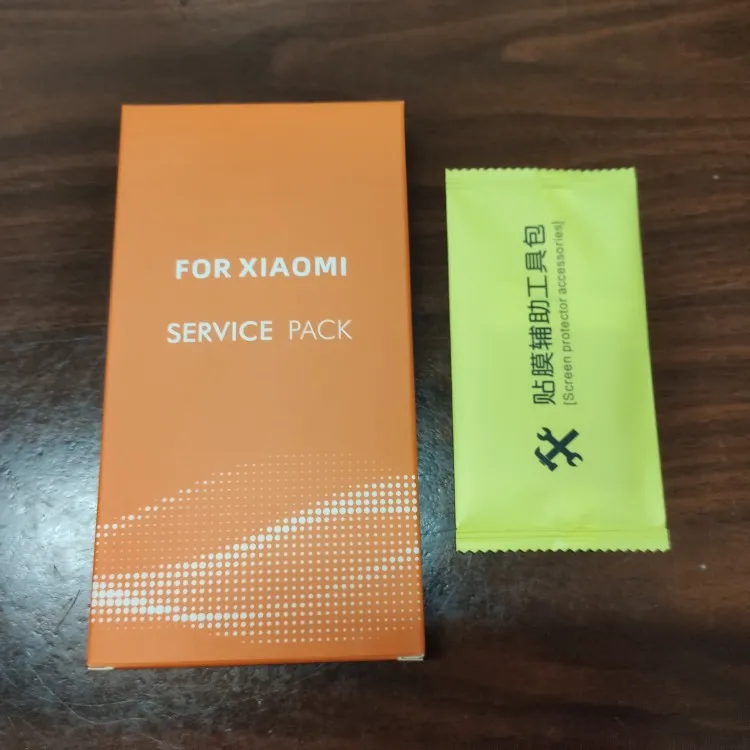 FOR XIAOMI
SERVICE PACK
贴膜辅助工具包
[Screen protector accessories]